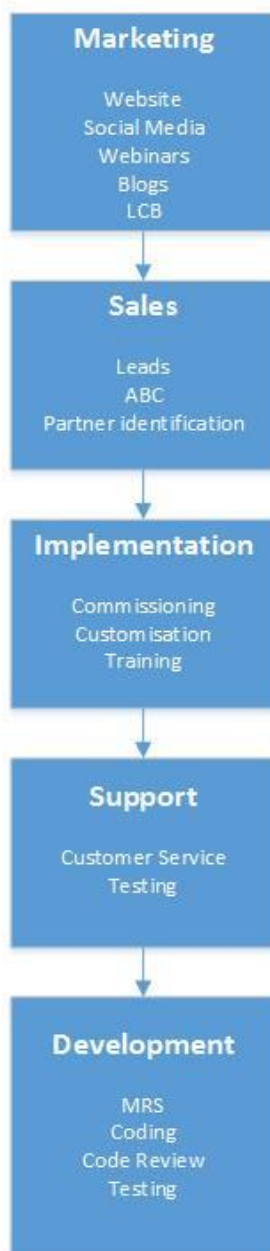 Marketing
Website
Social Media
Webinars
Blogs
LCB
Sales
Leads
ABC
Partner identification
Implementation
Commissioning
Customisation
Training
Support
Customer Service
Testing
Development
MRS
Coding
Code Review
Testing